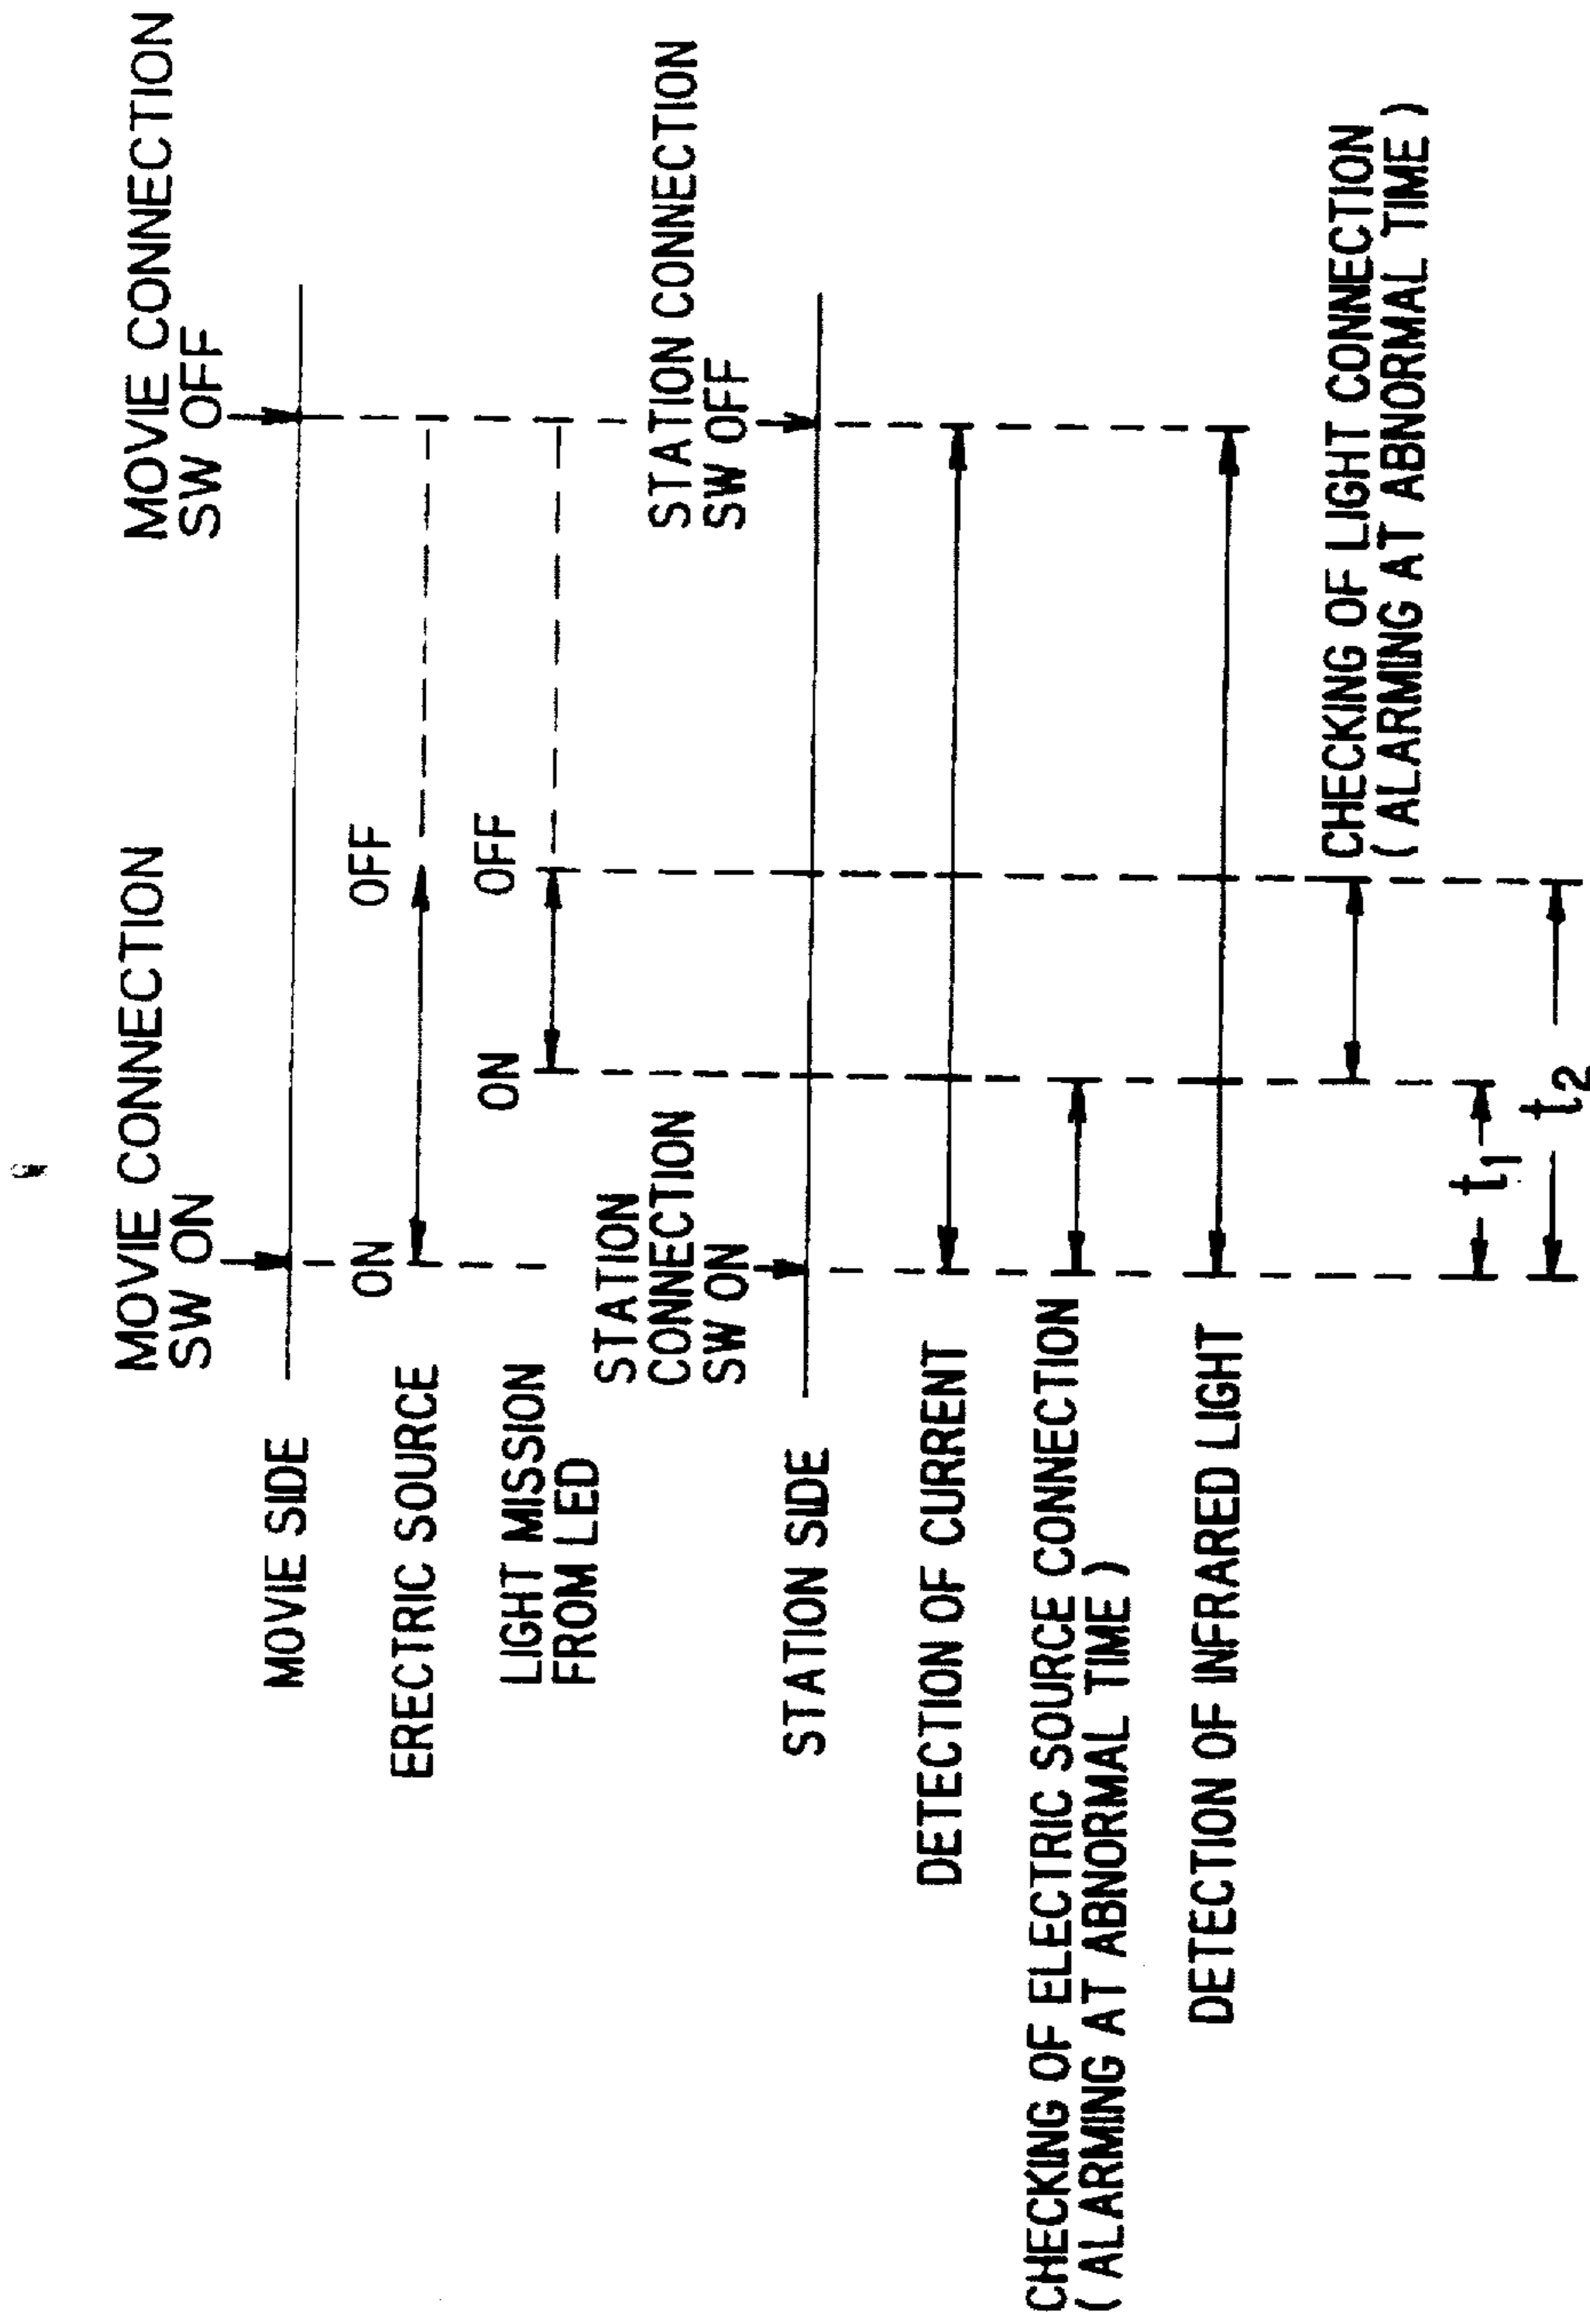 MOVIE CONNECTION
SW ON
MOVIE CONNECTION
SW OFF
MOVIE SIDE
ON
OFF
ERECTRIC SOURCE
ON
OFF
LIGHT MISSION
FROM LED
STATION
CONNECTION
SW ON
STATION CONNECTION
SW OFF
STATION SIDE
DETECTION OF CURRENT
CHECKING OF ELECTRIC SOURCE CONNECTION
( ALARMING AT ABNORMAL TIME )
DETECTION OF INFRARED LIGHT
CHECKING OF LIGHT CONNECTION
( ALARMING AT ABNORMAL TIME )
t1
t2